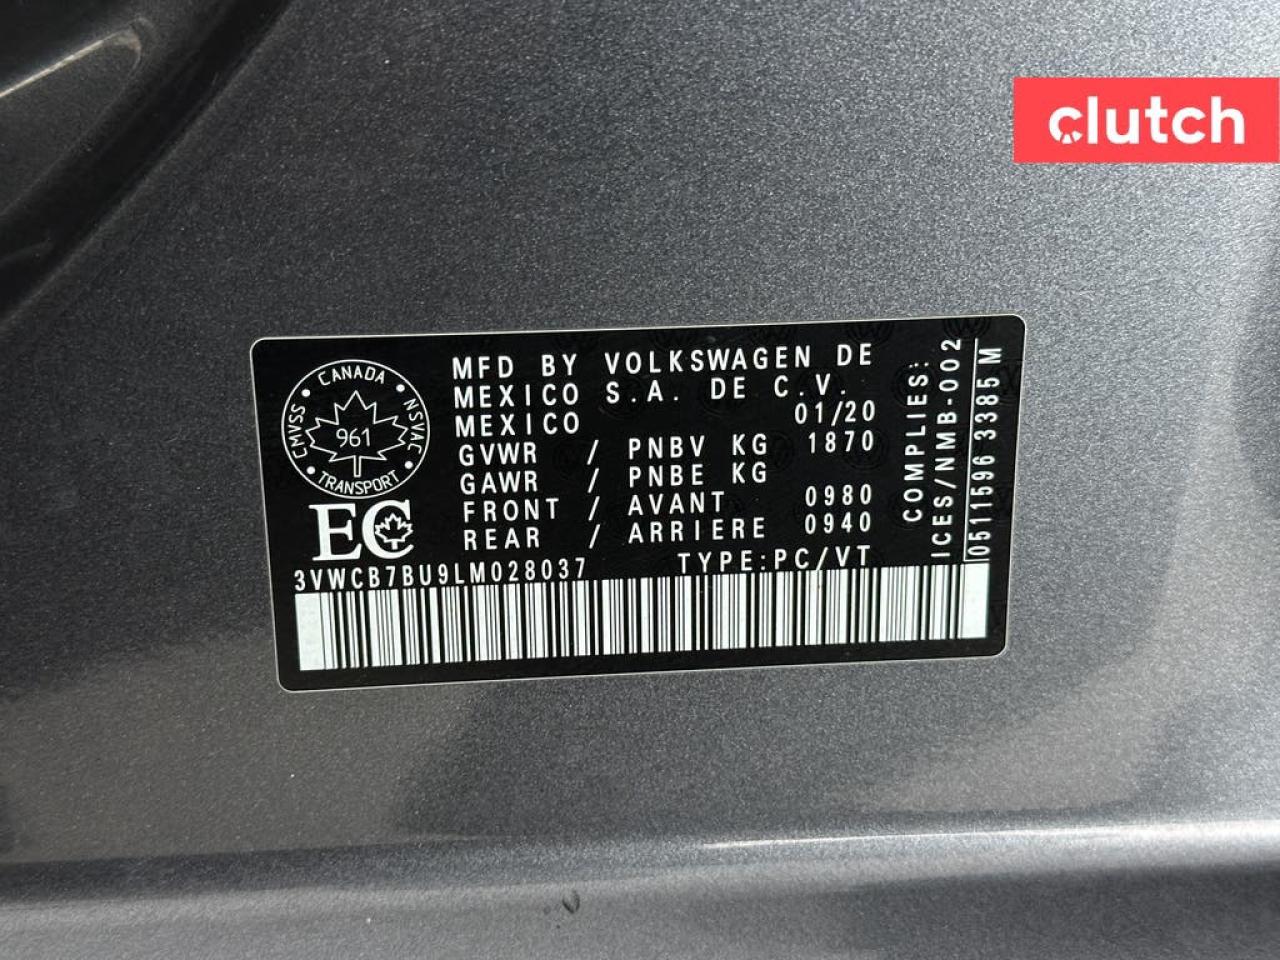 clutch
CANADA
CMVSS
NSVAC
961
TRANSPORT
EC
MFD BY VOLKSWAGEN DE
MEXICO S.A. DE C.V.
MEXICO 01/20
GVWR / PNBV KG 1870
GAWR / PNBE KG
FRONT / AVANT 0980
REAR / ARRIERE 0940
3VWCB7BU9LM028037 TYPE:PC/VT
COMPLIES:
ICES/NMB-002
0511596 3385 M